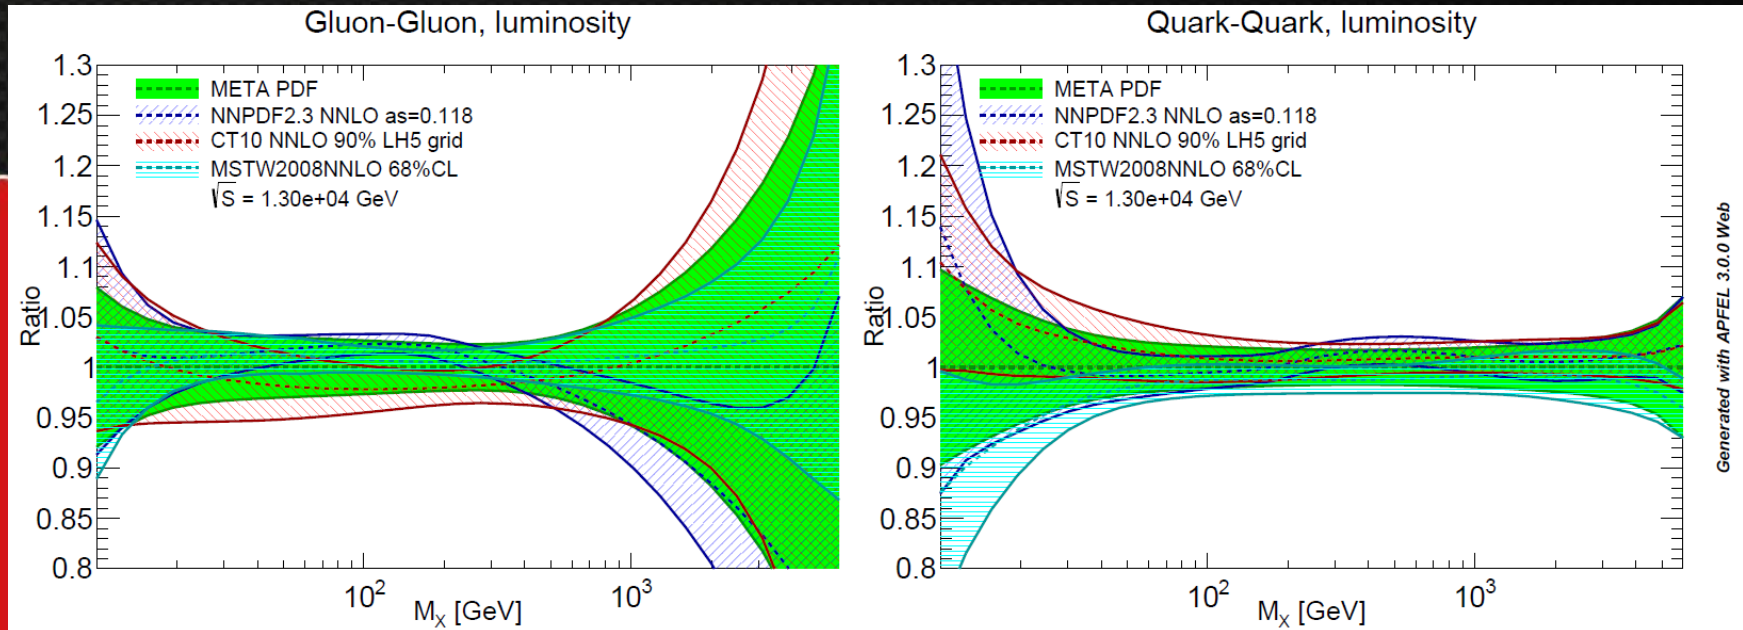 Gluon-Gluon, luminosity
1.3
1.25
1.2
1.15
1.1
1.05
1
0.95
0.9
0.85
0.8
Ratio
META PDF
NNPDF2.3 NNLO as=0.118
CT10 NNLO 90% LH5 grid
MSTW2008NNLO 68%CL
√S = 1.30e+04 GeV
10²
10³
M_X [GeV]
Quark-Quark, luminosity
1.3
1.25
1.2
1.15
1.1
1.05
1
0.95
0.9
0.85
0.8
Ratio
META PDF
NNPDF2.3 NNLO as=0.118
CT10 NNLO 90% LH5 grid
MSTW2008NNLO 68%CL
√S = 1.30e+04 GeV
10²
10³
M_X [GeV]
Generated with APFEL 3.0.0 Web